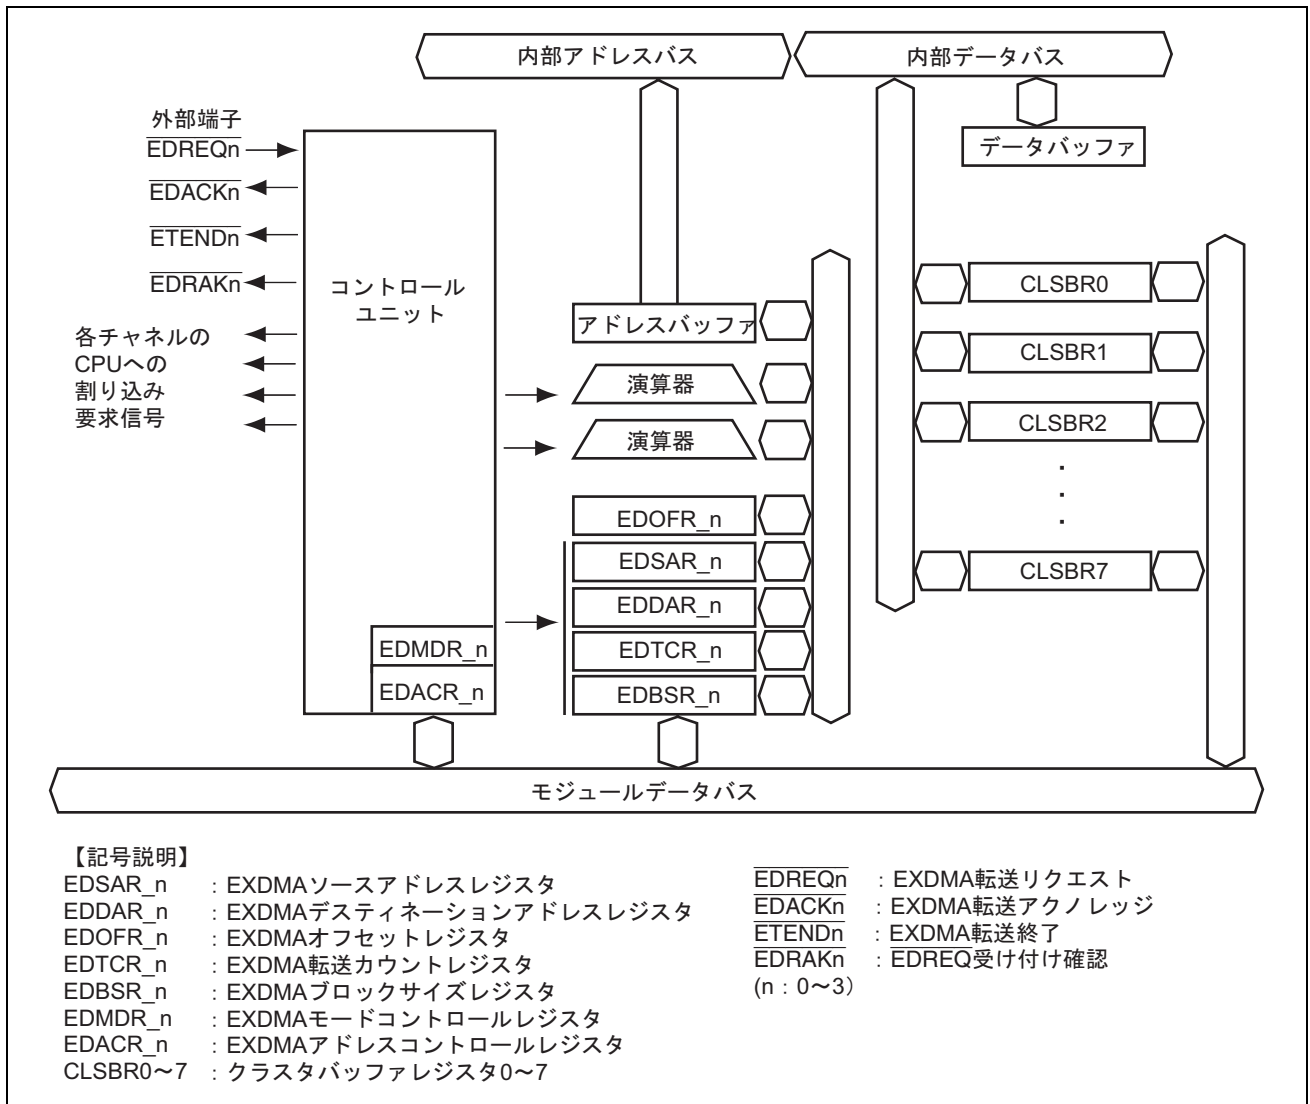 内部アドレスバス
内部データバス
外部端子
EDREQn
EDACKn
ETENDn
EDRAKn
各チャネルの
CPUへの
割り込み
要求信号
コントロール
ユニット
データバッファ
アドレスバッファ
演算器
演算器
EDOFR_n
EDSAR_n
EDDAR_n
EDTCR_n
EDBSR_n
EDMDR_n
EDACR_n
CLSBR0
CLSBR1
CLSBR2
・
・
・
CLSBR7
モジュールデータバス
【記号説明】
EDSAR_n : EXDMAソースアドレスレジスタ
EDDAR_n : EXDMAデスティネーションアドレスレジスタ
EDOFR_n : EXDMAオフセットレジスタ
EDTCR_n : EXDMA転送カウントレジスタ
EDBSR_n : EXDMAブロックサイズレジスタ
EDMDR_n : EXDMAモードコントロールレジスタ
EDACR_n : EXDMAアドレスコントロールレジスタ
CLSBR0～7 : クラスタバッファレジスタ0～7
EDREQn : EXDMA転送リクエスト
EDACKn : EXDMA転送アクノレッジ
ETENDn : EXDMA転送終了
EDRAKn : EDREQ受け付け確認
(n : 0～3）